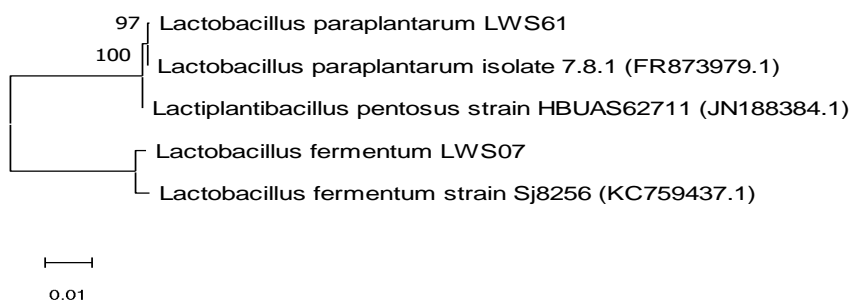 97
Lactobacillus paraplantarum LWS61
100
Lactobacillus paraplantarum isolate 7.8.1 (FR873979.1)
Lactiplantibacillus pentosus strain HBUAS62711 (JN188384.1)
Lactobacillus fermentum LWS07
Lactobacillus fermentum strain Sj8256 (KC759437.1)
0.01